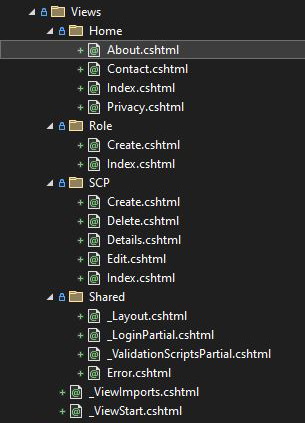 Views
Home
About.cshtml
Contact.cshtml
Index.cshtml
Privacy.cshtml
Role
Create.cshtml
Index.cshtml
SCP
Create.cshtml
Delete.cshtml
Details.cshtml
Edit.cshtml
Index.cshtml
Shared
_Layout.cshtml
_LoginPartial.cshtml
_ValidationScriptsPartial.cshtml
Error.cshtml
_ViewImports.cshtml
_ViewStart.cshtml